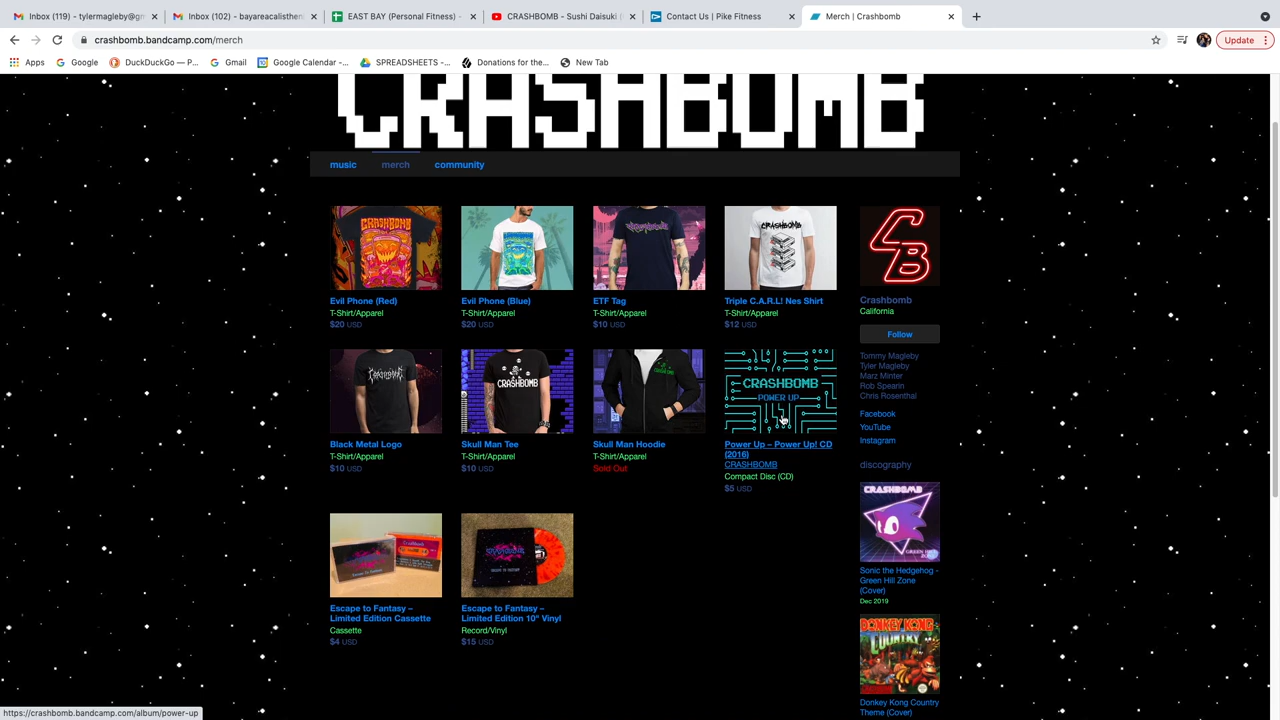 Inbox (119) - tylermagleby@gm
Inbox (102) - bayareacalistheni
EAST BAY (Personal Fitness) -
CRASHBOMB - Sushi Daisuki (
Contact Us | Pike Fitness
Merch | Crashbomb
crashbomb.bandcamp.com/merch
Update
Apps
Google
DuckDuckGo — P...
Gmail
Google Calendar -...
SPREADSHEETS -...
Donations for the...
New Tab
CRASHBOMB
music
merch
community
Evil Phone (Red)
T-Shirt/Apparel
$20 USD
Evil Phone (Blue)
T-Shirt/Apparel
$20 USD
ETF Tag
T-Shirt/Apparel
$10 USD
CRASHBOMB
Triple C.A.R.L! Nes Shirt
T-Shirt/Apparel
$12 USD
Black Metal Logo
T-Shirt/Apparel
$10 USD
CRASHBOMB
Skull Man Tee
T-Shirt/Apparel
$10 USD
Skull Man Hoodie
T-Shirt/Apparel
Sold Out
CRASHBOMB
POWER UP
Power Up – Power Up! CD
(2016)
CRASHBOMB
Compact Disc (CD)
$5 USD
Escape to Fantasy –
Limited Edition Cassette
Cassette
$4 USD
Escape to Fantasy –
Limited Edition 10" Vinyl
Record/Vinyl
$15 USD
CB
Crashbomb
California
Follow
Tommy Magleby
Tyler Magleby
Marz Minter
Rob Spearin
Chris Rosenthal
Facebook
YouTube
Instagram
discography
CRASHBOMB
Sonic the Hedgehog -
Green Hill Zone
(Cover)
Dec 2019
DONKEY KONG
COUNTRY
Donkey Kong Country
Theme (Cover)
https://crashbomb.bandcamp.com/album/power-up